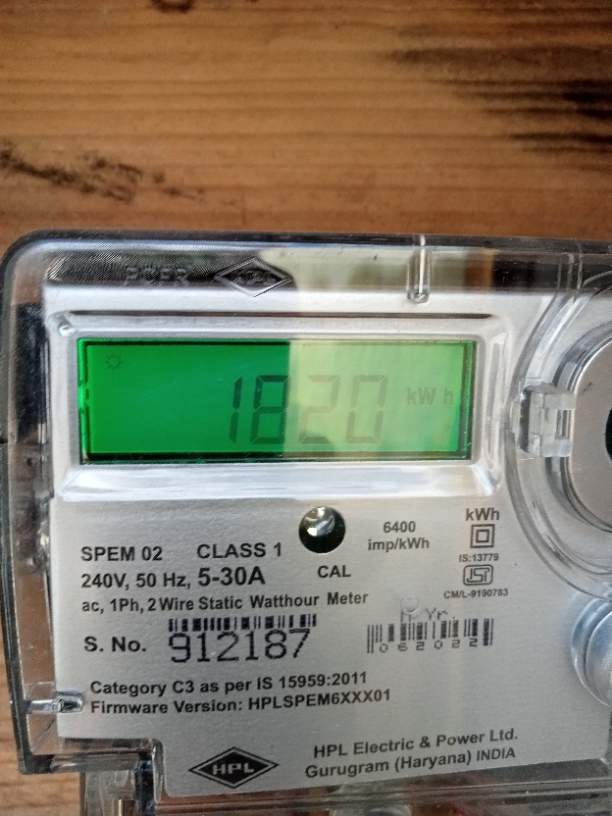 1820 kWh
6400
imp/kWh
kWh
IS:13779
CM/L-9190783
SPEM 02 CLASS 1
240V, 50 Hz, 5-30A CAL
ac, 1Ph, 2 Wire Static Watthour Meter
S. No. 912187
Yr.
062022
Category C3 as per IS 15959:2011
Firmware Version: HPLSPEM6XXX01
HPL
HPL Electric & Power Ltd.
Gurugram (Haryana) INDIA